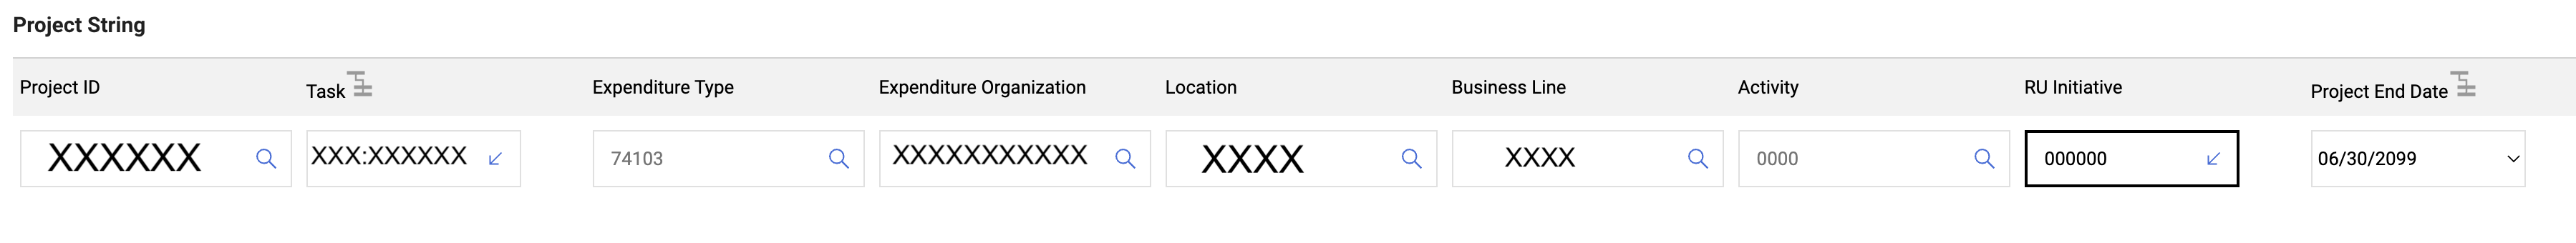 Project String
Project ID Task Expenditure Type Expenditure Organization Location Business Line Activity RU Initiative Project End Date
XXXXXX XXX:XXXXXX 74103 XXXXXXXXXXX XXXX XXXX 0000 000000 06/30/2099